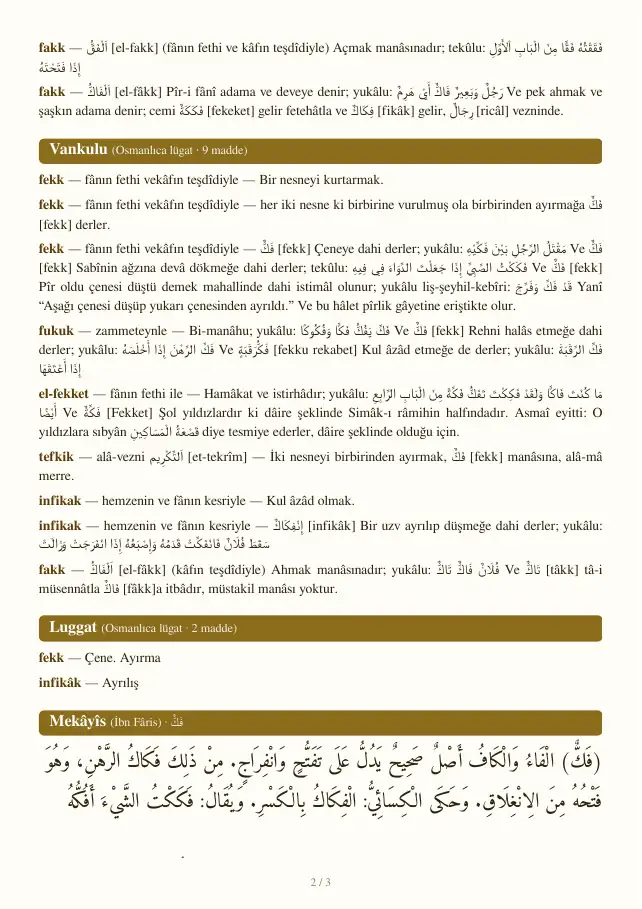 fakk — اَلْفَقُّ [el-fakk] (fânın fethi ve kâfın teşdîdiyle) Açmak manâsınadır; tekûlu: فَقَقْتُهُ فَقًّا مِنْ الْبَابِ الْأَوَّلِ
إِذَا فَتَحْتَهُ
fakk — اَلْفَاكُّ [el-fâkk] Pîr-i fânî adama ve deveye denir; yukâlu: رَجُلٌ وَبَعِيرٌ فَاكٌّ أَيْ هَرِمٌ Ve pek ahmak ve
şaşkın adama denir; cemi فَكَكَةٌ [fekeket] gelir fetehâtla ve فِكَاكٌ [fikâk] gelir, رِجَالٌ [ricâl] vezninde.
Vankulu (Osmanlıca lügat · 9 madde)
fekk — fânın fethi vekâfın teşdîdiyle — Bir nesneyi kurtarmak.
fekk — fânın fethi vekâfın teşdîdiyle — her iki nesne ki birbirine vurulmuş ola birbirinden ayırmağa فَكٌّ
[fekk] derler.
fekk — fânın fethi vekâfın teşdîdiyle — فَكٌّ [fekk] Çeneye dahi derler; yukâlu: مَقْتَلُ الرَّجُلِ بَيْنَ فَكَّيْهِ Ve فَكٌّ
[fekk] Sabînin ağzına devâ dökmeğe dahi derler; tekûlu: فَكَكْتُ الصَّبِيَّ إِذَا جَعَلْتَ الدَّوَاءَ فِي فِيهِ Ve فَكٌّ [fekk]
Pîr oldu çenesi düştü demek mahallinde dahi istimâl olunur; yukâlu liş-şeyhil-kebîri: قَدْ فَكَّ وَفَرَّجَ Yanî
“Aşağı çenesi düşüp yukarı çenesinden ayrıldı.” Ve bu hâlet pîrlik gâyetine eriştikte olur.
fukuk — zammeteynle — Bi-manâhu; yukâlu: فَكَّ يَفُكُّ فَكًّا وَفُكُوكًا Ve فَكٌّ [fekk] Rehni halâs etmeğe dahi
derler; yukâlu: فَكَّ الرَّهْنَ إِذَا أَخْلَصَهُ Ve فَكُّ رَقَبَةٍ [fekku rekabet] Kul âzâd etmeğe de derler; yukâlu: فَكَّ الرَّقَبَةَ
إِذَا أَعْتَقَهَا
el-fekket — fânın fethi ile — Hamâkat ve istirhâdır; yukâlu: مَا كُنْتَ فَاكًّا وَلَقَدْ فَكِكْتَ تَفَكُّ فَكَّةً مِنَ الْبَابِ الرَّابِعِ
أَيْضًا Ve فَكَّةٌ [Fekket] Şol yıldızlardır ki dâire şeklinde Simâk-ı râmihin halfındadır. Asmaî eyitti: O
yıldızlara sıbyân قَصْعَةُ الْمَسَاكِينِ diye tesmiye ederler, dâire şeklinde olduğu için.
tefkik — alâ-vezni اَلتَّكْرِيم [et-tekrîm] — İki nesneyi birbirinden ayırmak, فَكٌّ [fekk] manâsına, alâ-mâ
merre.
infikak — hemzenin ve fânın kesriyle — Kul âzâd olmak.
infikak — hemzenin ve fânın kesriyle — إِنْفِكَاكٌ [infikâk] Bir uzv ayrılıp düşmeğe dahi derler; yukâlu:
سَقَطَ فُلَانٌ فَانْفَكَّتْ قَدَمُهُ وَإِصْبَعُهُ إِذَا انْفَرَجَتْ وَزَالَتْ
fakk — اَلْفَاكُّ [el-fâkk] (kâfın teşdîdiyle) Ahmak manâsınadır; yukâlu: فُلَانٌ فَاكٌّ تَاكٌّ Ve تَاكٌّ [tâkk] tâ-i
müsennâtla فَاكٌّ [fâkk]a itbâdır, müstakil manâsı yoktur.
Luggat (Osmanlıca lügat · 2 madde)
fekk — Çene. Ayırma
infikâk — Ayrılış
Mekâyîs (İbn Fâris) · فَكَّ
(فَكَّ) الْفَاءُ وَالْكَافُ أَصْلٌ صَحِيحٌ يَدُلُّ عَلَى تَفَتُّحٍ وَانْفِرَاجٍ. مِنْ ذَلِكَ فَكَاكُ الرَّهْنِ، وَهُوَ
فَتْحُهُ مِنَ الِانْغِلَاقِ. وَحَكَى الْكِسَائِيُّ: الْفِكَاكُ بِالْكَسْرِ. وَيُقَالُ: فَكَكْتُ الشَّيْءَ أَفُكُّهُ
2 / 3